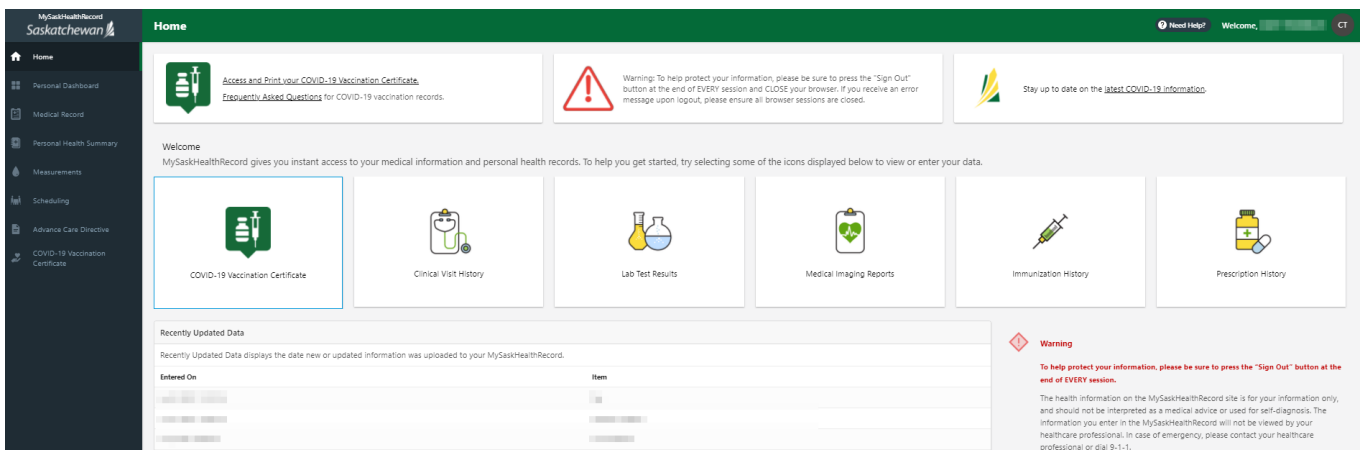 MySaskHealthRecord
Saskatchewan
Home
Need Help?
Welcome,
CT
Home
Personal Dashboard
Medical Record
Personal Health Summary
Measurements
Scheduling
Advance Care Directive
COVID-19 Vaccination
Certificate
Access and Print your COVID-19 Vaccination Certificate.
Frequently Asked Questions for COVID-19 vaccination records.
Warning: To help protect your information, please be sure to press the "Sign Out"
button at the end of EVERY session and CLOSE your browser. If you receive an error
message upon logout, please ensure all browser sessions are closed.
Stay up to date on the latest COVID-19 information.
Welcome
MySaskHealthRecord gives you instant access to your medical information and personal health records. To help you get started, try selecting some of the icons displayed below to view or enter your data.
COVID-19 Vaccination Certificate
Clinical Visit History
Lab Test Results
Medical Imaging Reports
Immunization History
Prescription History
Recently Updated Data
Recently Updated Data displays the date new or updated information was uploaded to your MySaskHealthRecord.
Entered On
Item
Warning
To help protect your information, please be sure to press the "Sign Out" button at the
end of EVERY session.
The health information on the MySaskHealthRecord site is for your information only,
and should not be interpreted as a medical advice or used for self-diagnosis. The
information you enter in the MySaskHealthRecord will not be viewed by your
healthcare professional. In case of emergency, please contact your healthcare
professional or dial 9-1-1.